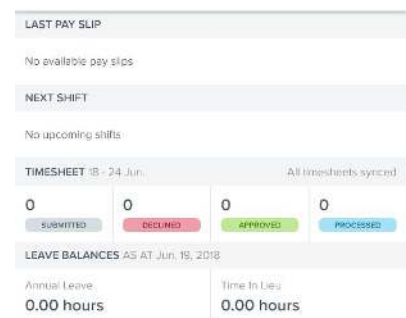 LAST PAY SLIP
No available pay slips
NEXT SHIFT
No upcoming shifts
TIMESHEET 18 - 24 Jun. All timesheets synced
0 0 0 0
SUBMITTED DECLINED APPROVED PROCESSED
LEAVE BALANCES AS AT Jun. 19, 2018
Annual Leave Time In Lieu
0.00 hours 0.00 hours